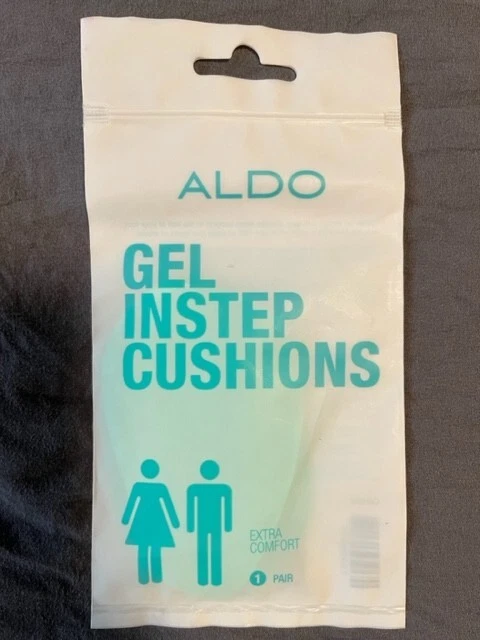 ALDO
GEL
INSTEP
CUSHIONS
EXTRA
COMFORT
1 PAIR